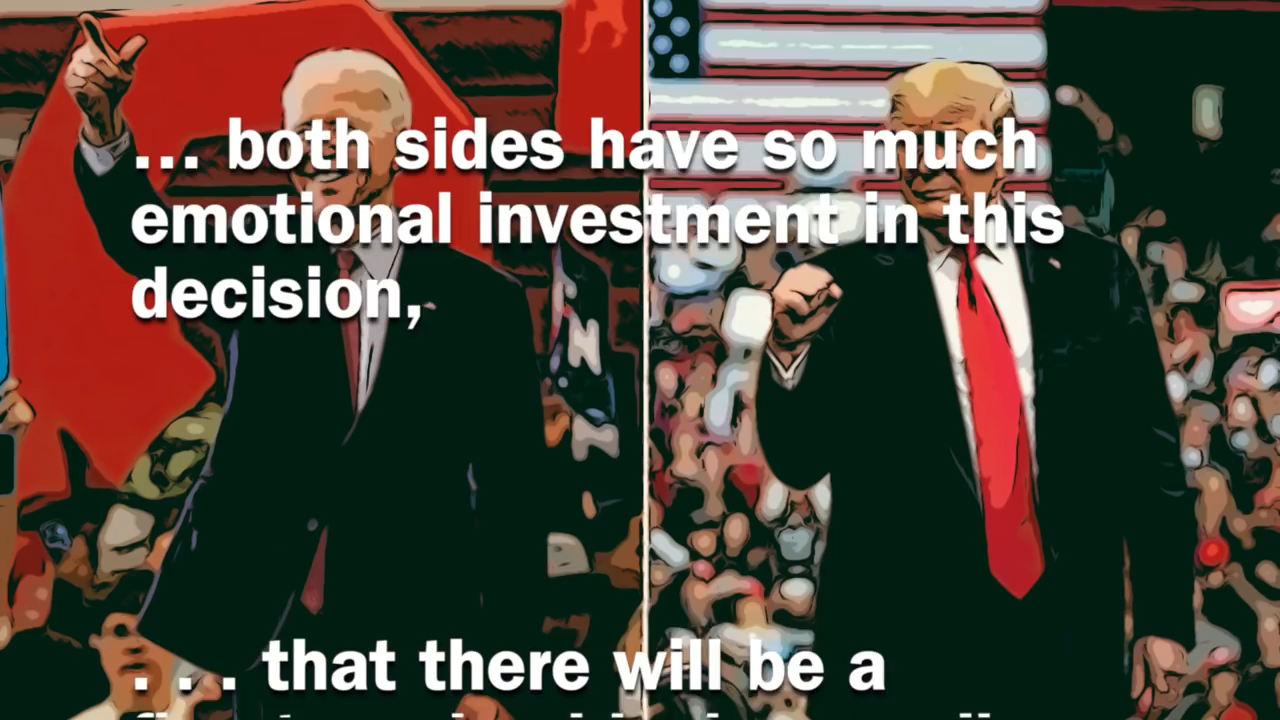 ... both sides have so much
emotional investment in this
decision,
. . . that there will be a